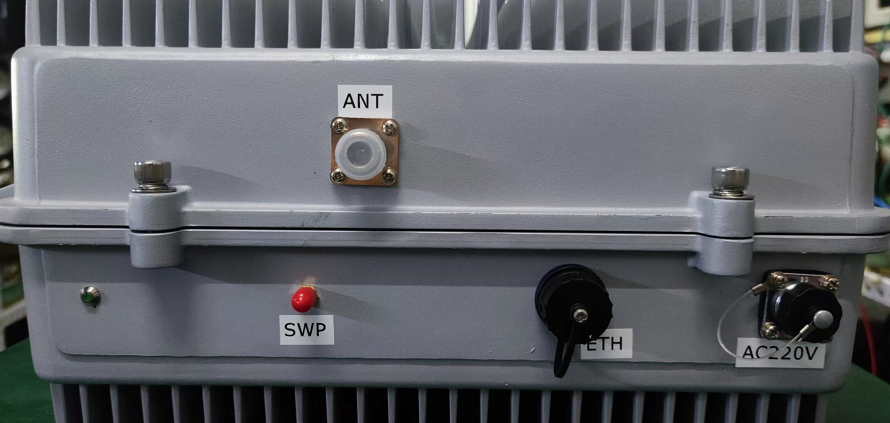 ANT
SWP
ETH
AC220V